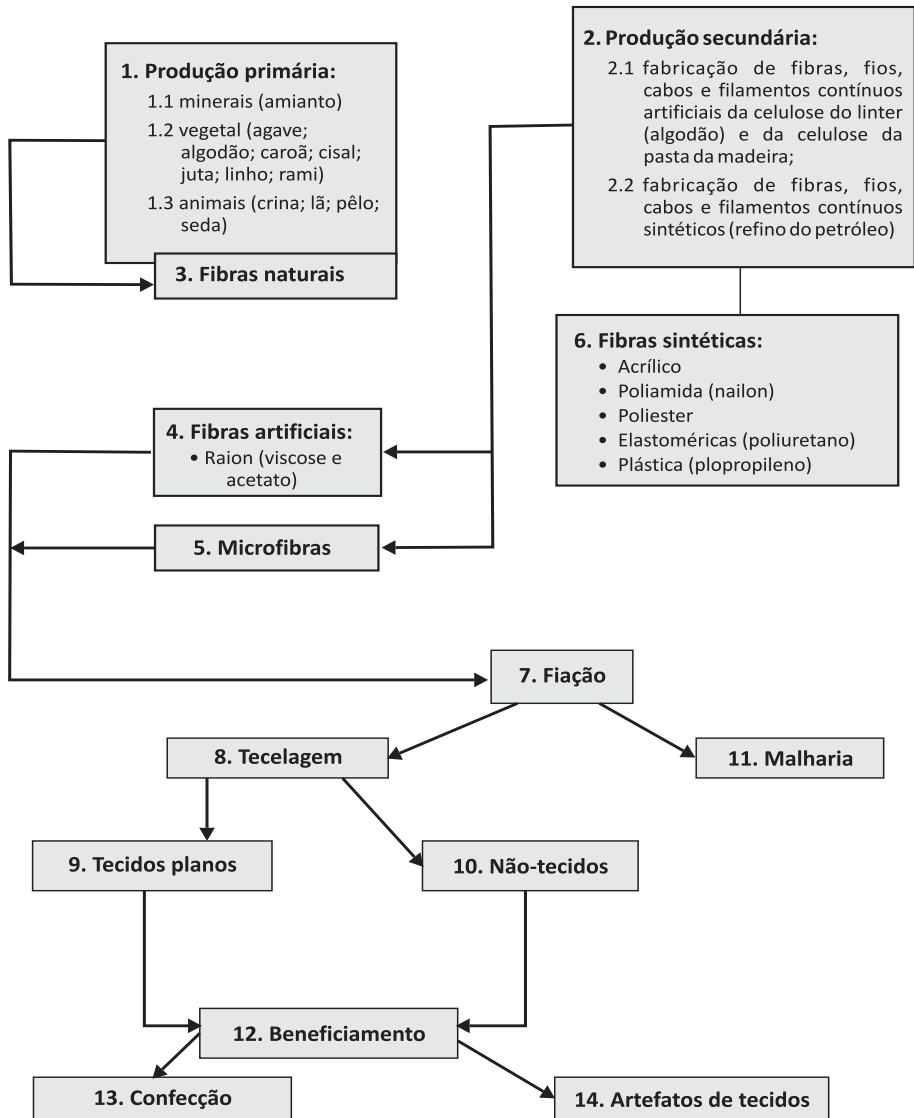 1. Produção primária:
1.1 minerais (amianto)
1.2 vegetal (agave;
algodão; caroã; cisal;
juta; linho; rami)
1.3 animais (crina; lã; pêlo;
seda)
3. Fibras naturais
2. Produção secundária:
2.1 fabricação de fibras, fios,
cabos e filamentos contínuos
artificiais da celulose do linter
(algodão) e da celulose da
pasta da madeira;
2.2 fabricação de fibras, fios,
cabos e filamentos contínuos
sintéticos (refino do petróleo)
6. Fibras sintéticas:
• Acrílico
• Poliamida (nailon)
• Poliester
• Elastoméricas (poliuretano)
• Plástica (plopropileno)
4. Fibras artificiais:
• Raion (viscose e
acetato)
5. Microfibras
7. Fiação
8. Tecelagem
11. Malharia
9. Tecidos planos
10. Não-tecidos
12. Beneficiamento
13. Confecção
14. Artefatos de tecidos